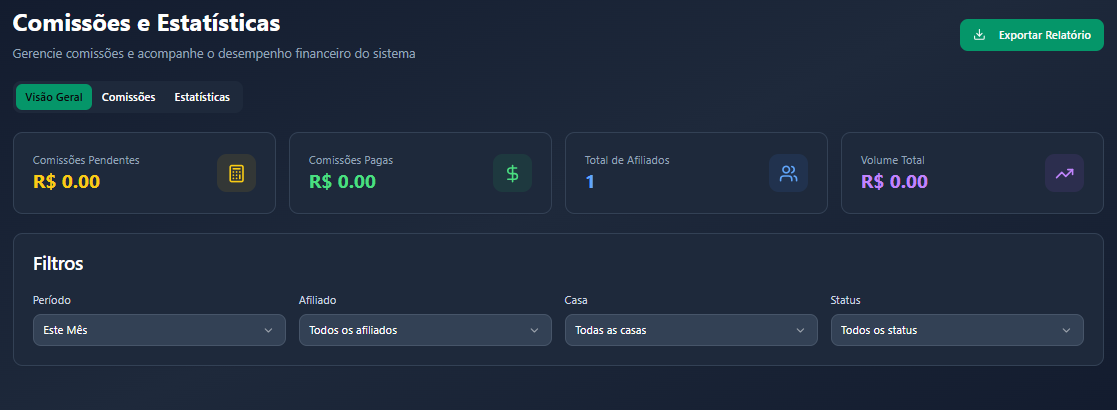 Comissões e Estatísticas
Gerencie comissões e acompanhe o desempenho financeiro do sistema
Exportar Relatório
Visão Geral Comissões Estatísticas
Comissões Pendentes
R$ 0.00
Comissões Pagas
R$ 0.00
Total de Afiliados
1
Volume Total
R$ 0.00
Filtros
Período
Este Mês
Afiliado
Todos os afiliados
Casa
Todas as casas
Status
Todos os status